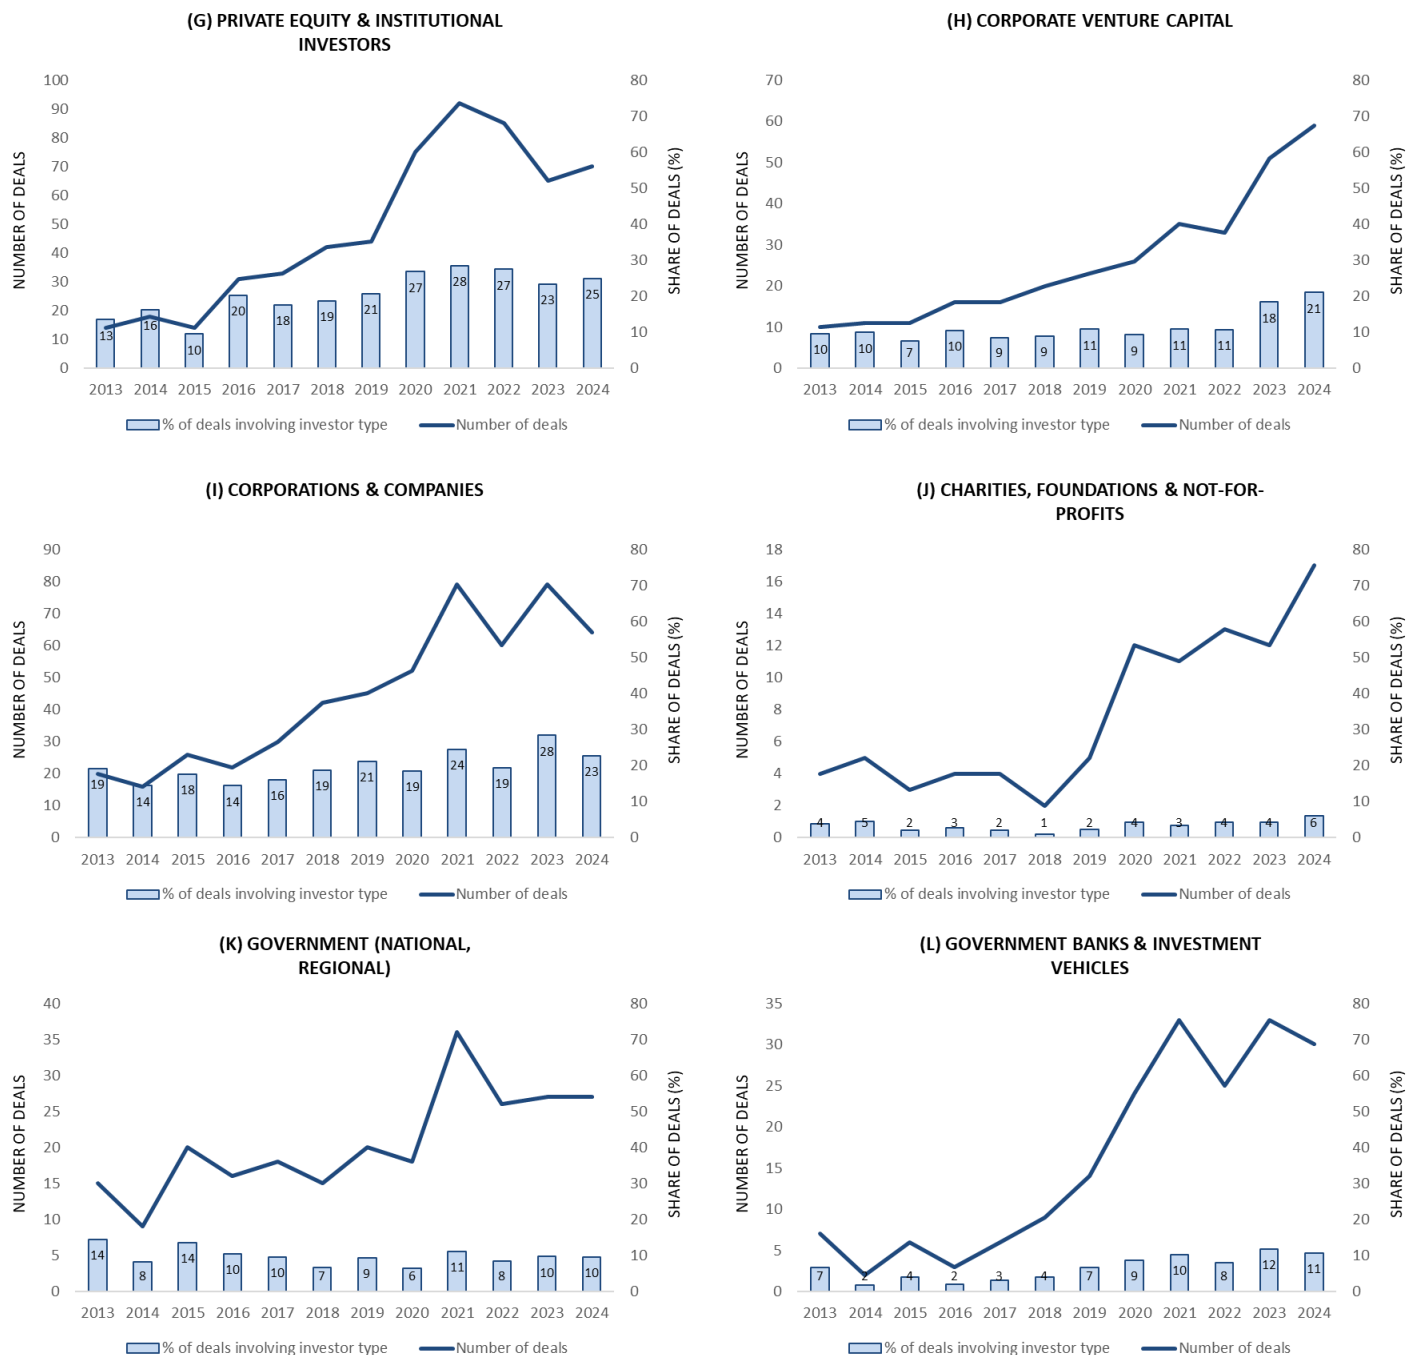 (G) PRIVATE EQUITY & INSTITUTIONAL
INVESTORS
100
90
80
70
60
50
40
30
20
10
0
NUMBER OF DEALS
80
70
60
50
40
30
20
10
0
SHARE OF DEALS (%)
13 16 10 20 18 19 21 27 28 27 23 25
2013 2014 2015 2016 2017 2018 2019 2020 2021 2022 2023 2024
% of deals involving investor type Number of deals
(H) CORPORATE VENTURE CAPITAL
70
60
50
40
30
20
10
0
NUMBER OF DEALS
80
70
60
50
40
30
20
10
0
SHARE OF DEALS (%)
10 10 7 10 9 9 11 9 11 11 18 21
2013 2014 2015 2016 2017 2018 2019 2020 2021 2022 2023 2024
% of deals involving investor type Number of deals
(I) CORPORATIONS & COMPANIES
90
80
70
60
50
40
30
20
10
0
NUMBER OF DEALS
80
70
60
50
40
30
20
10
0
SHARE OF DEALS (%)
19 14 18 14 16 19 21 19 24 19 28 23
2013 2014 2015 2016 2017 2018 2019 2020 2021 2022 2023 2024
% of deals involving investor type Number of deals
(J) CHARITIES, FOUNDATIONS & NOT-FOR-
PROFITS
18
16
14
12
10
8
6
4
2
0
NUMBER OF DEALS
80
70
60
50
40
30
20
10
0
SHARE OF DEALS (%)
4 5 2 3 2 1 2 4 3 4 4 6
2013 2014 2015 2016 2017 2018 2019 2020 2021 2022 2023 2024
% of deals involving investor type Number of deals
(K) GOVERNMENT (NATIONAL,
REGIONAL)
40
35
30
25
20
15
10
5
0
NUMBER OF DEALS
80
70
60
50
40
30
20
10
0
SHARE OF DEALS (%)
14 8 14 10 10 7 9 6 11 8 10 10
2013 2014 2015 2016 2017 2018 2019 2020 2021 2022 2023 2024
% of deals involving investor type Number of deals
(L) GOVERNMENT BANKS & INVESTMENT
VEHICLES
35
30
25
20
15
10
5
0
NUMBER OF DEALS
80
70
60
50
40
30
20
10
0
SHARE OF DEALS (%)
7 2 4 2 3 4 7 9 10 8 12 11
2013 2014 2015 2016 2017 2018 2019 2020 2021 2022 2023 2024
% of deals involving investor type Number of deals